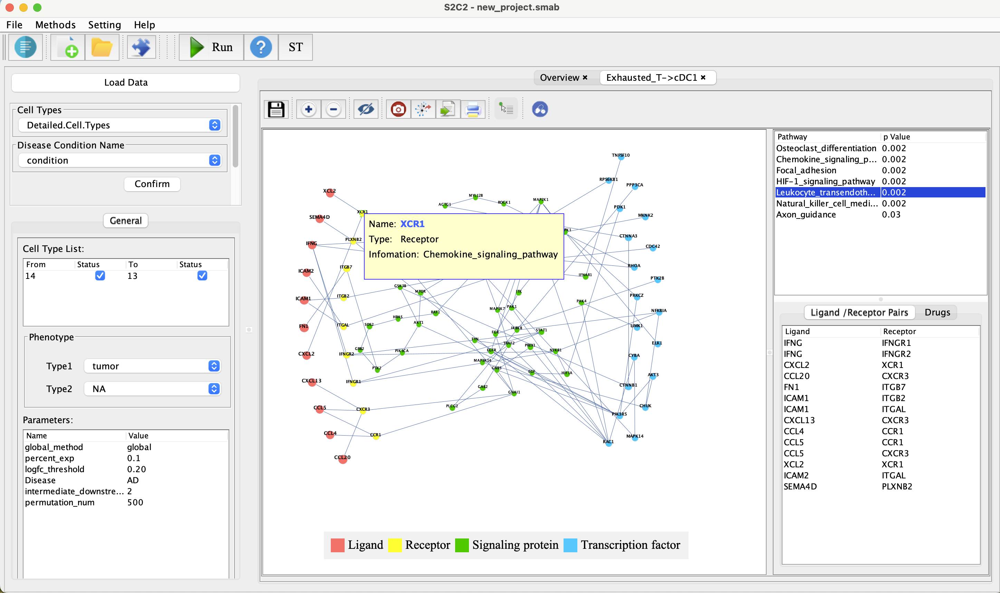 S2C2 - new_project.smab
File Methods Setting Help
Run ? ST
Load Data
Cell Types
Detailed.Cell.Types
Disease Condition Name
condition
Confirm
General
Cell Type List:
From Status To Status
14 13
Phenotype
Type1 tumor
Type2 NA
Parameters:
Name Value
global_method global
percent_exp 0.1
logfc_threshold 0.20
Disease AD
intermediate_downstre... 2
permutation_num 500
Overview Exhausted_T->cDC1
TNFSF10
RPS6KB1
PPP3CA
XCL2
MYL12B
MAP2K1
ROCK1
ACTG1
PDK1
XCR1
SEMA4D
MKNK2
Name: XCR1
Type: Receptor
Infomation: Chemokine_signaling_pathway
PK1
CTNNA3
PLXNB2
IFNG
CDC42
RHOA
ITGB7
ICAM2
IFNAR1
PTK2B
GSK3B
MTOR
ITK
ITGB2
PRKCZ
ICAM1
PAK4
MAP3K7
PAK1
NFKBIA
RAF1
HRAS
AKT1
SOS2
ITGAL
FN1
LIMK1
IKBKB
STAT1
FGR
FYN
TRAF2
PREX1
ELK1
GRB2
PIK3CA
EGFR
NFKB1
IFNGR2
CXCL2
CYBA
MAP3K14
PTK2
GNB5
EGF
HIF1A
AKT3
CXCL13
IFNGR1
GAB2
CTNNB1
GNAI1
CCL5
CXCR3
PLCG2
CHUK
PIK3R5
CCL4
CCR1
MAPK14
RAC1
CCL20
Ligand Receptor Signaling protein Transcription factor
Pathway p Value
Osteoclast_differentiation 0.002
Chemokine_signaling_p... 0.002
Focal_adhesion 0.002
HIF-1_signaling_pathway 0.002
Leukocyte_transendoth... 0.002
Natural_killer_cell_medi... 0.002
Axon_guidance 0.03
Ligand /Receptor Pairs Drugs
Ligand Receptor
IFNG IFNGR1
IFNG IFNGR2
CXCL2 XCR1
CCL20 CXCR3
FN1 ITGB7
ICAM1 ITGB2
ICAM1 ITGAL
CXCL13 CXCR3
CCL4 CCR1
CCL5 CCR1
CCL5 CXCR3
XCL2 XCR1
ICAM2 ITGAL
SEMA4D PLXNB2